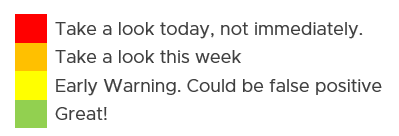 Take a look today, not immediately.
Take a look this week
Early Warning. Could be false positive
Great!